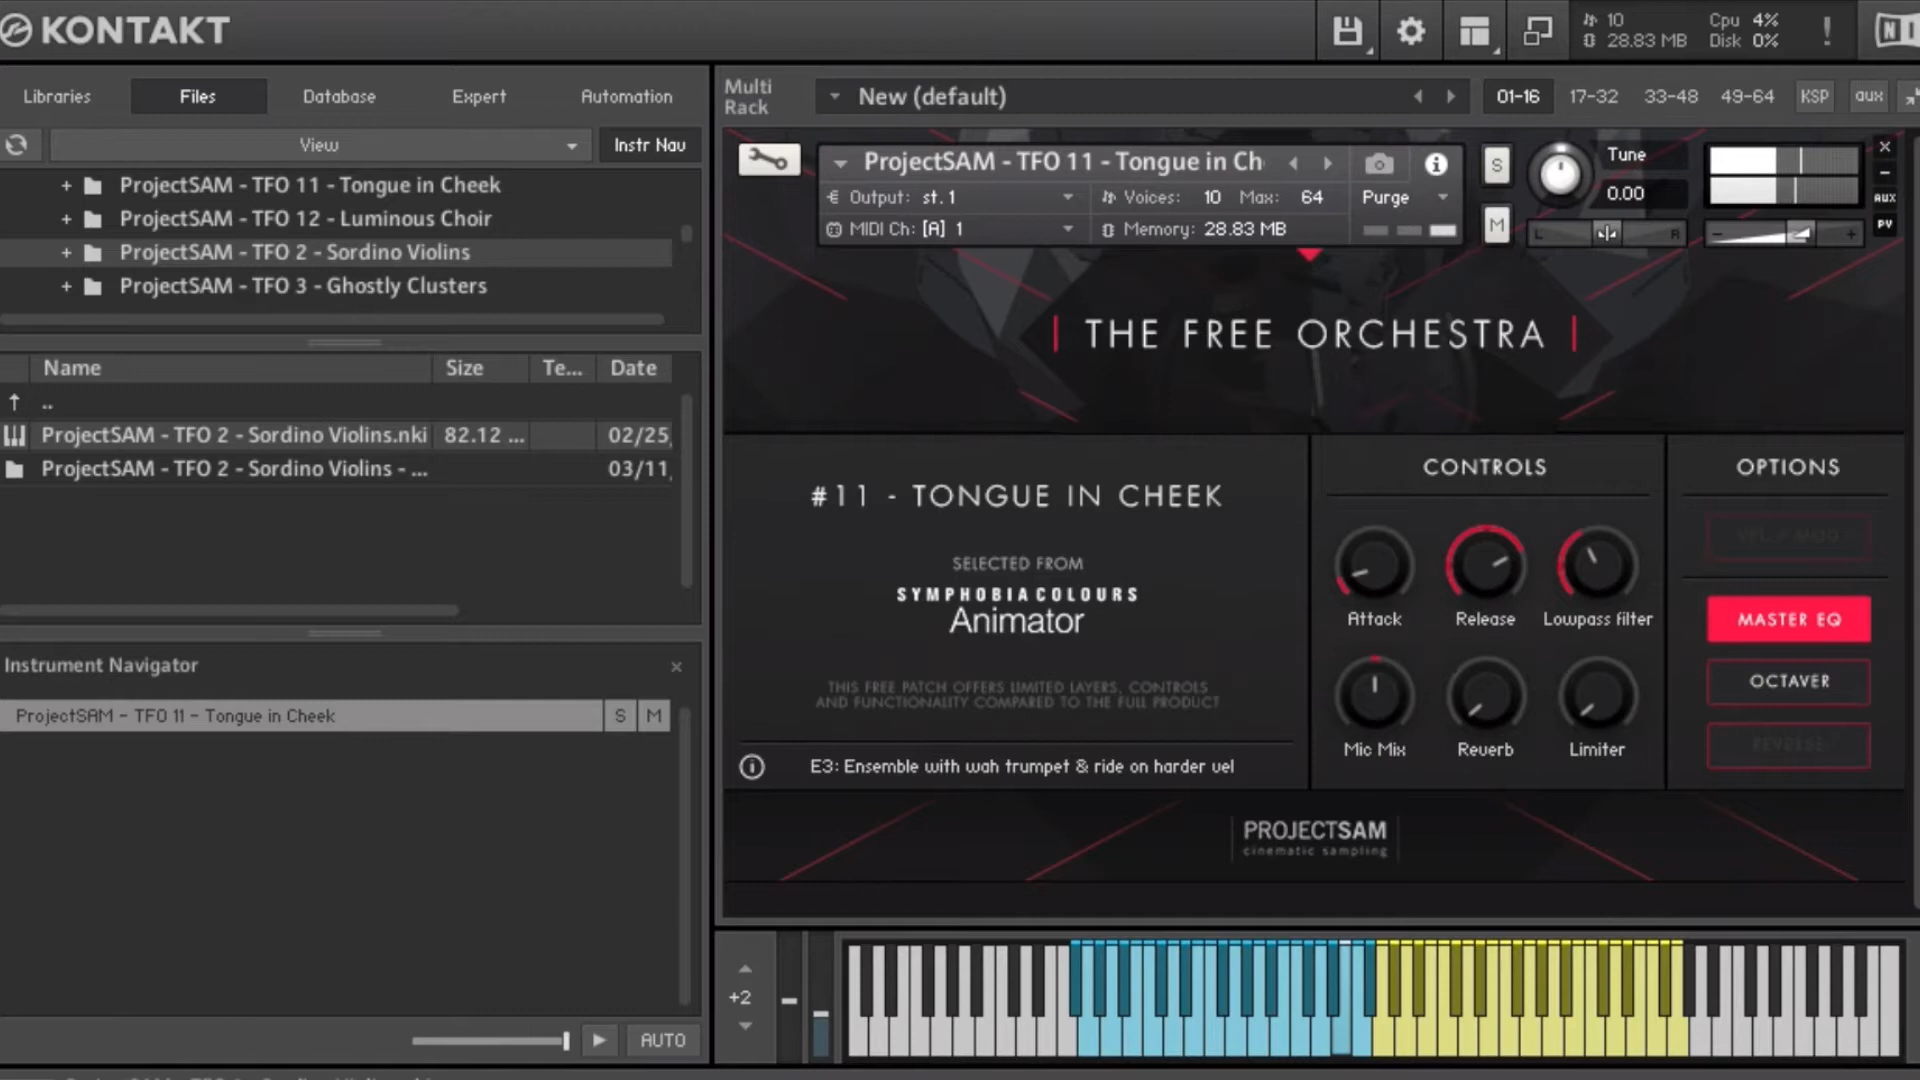 KONTAKT
10
28.83 MB
Cpu 4%
Disk 0%
!
NI
Libraries
Files
Database
Expert
Automation
View
Instr Nav
+ ProjectSAM - TFO 11 - Tongue in Cheek
+ ProjectSAM - TFO 12 - Luminous Choir
+ ProjectSAM - TFO 2 - Sordino Violins
+ ProjectSAM - TFO 3 - Ghostly Clusters
Name Size Te... Date
..
ProjectSAM - TFO 2 - Sordino Violins.nki 82.12 ... 02/25
ProjectSAM - TFO 2 - Sordino Violins - ... 03/11
Instrument Navigator ×
ProjectSAM - TFO 11 - Tongue in Cheek S M
AUTO
Multi
Rack
New (default)
01-16 17-32 33-48 49-64 KSP aux
ProjectSAM - TFO 11 - Tongue in Ch
Output: st. 1
Voices: 10 Max: 64
Purge
MIDI Ch: [A] 1
Memory: 28.83 MB
S
M
Tune
0.00
L R
- +
×
AUX
PV
THE FREE ORCHESTRA
#11 - TONGUE IN CHEEK
SELECTED FROM
SYMPHOBIA COLOURS
Animator
THIS FREE PATCH OFFERS LIMITED LAYERS, CONTROLS
AND FUNCTIONALITY COMPARED TO THE FULL PRODUCT
E3: Ensemble with wah trumpet & ride on harder vel
CONTROLS
Attack
Release
Lowpass filter
Mic Mix
Reverb
Limiter
OPTIONS
MASTER EQ
OCTAVER
REVERSE
PROJECTSAM
cinematic sampling
+2